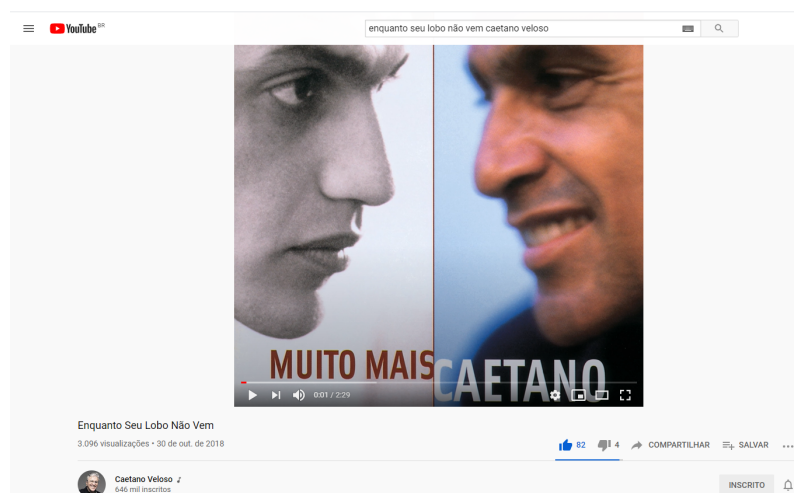 YouTube BR
enquanto seu lobo não vem caetano veloso
MUITO MAIS CAETANO
0:01 / 2:29
Enquanto Seu Lobo Não Vem
3.096 visualizações • 30 de out. de 2018
82 4 COMPARTILHAR SALVAR
Caetano Veloso
646 mil inscritos
INSCRITO